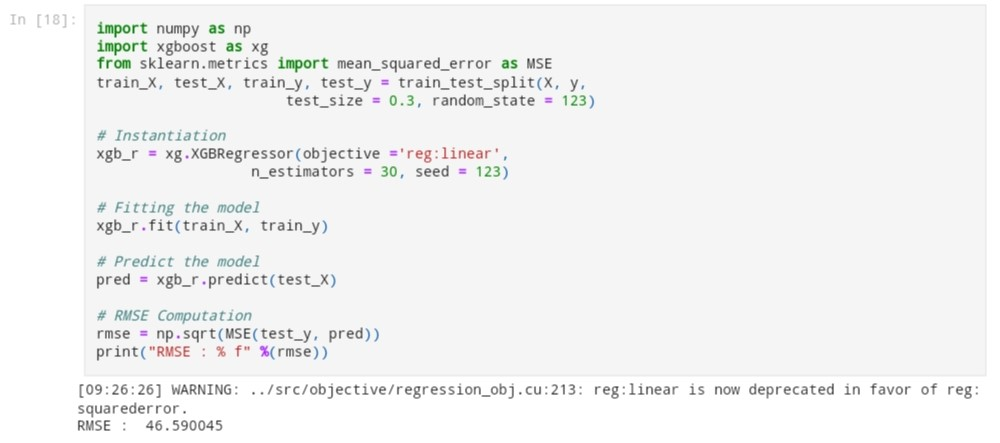 In [18]:
import numpy as np
import xgboost as xg
from sklearn.metrics import mean_squared_error as MSE
train_X, test_X, train_y, test_y = train_test_split(X, y,
                      test_size = 0.3, random_state = 123)
# Instantiation
xgb_r = xg.XGBRegressor(objective ='reg:linear',
                  n_estimators = 30, seed = 123)
# Fitting the model
xgb_r.fit(train_X, train_y)
# Predict the model
pred = xgb_r.predict(test_X)
# RMSE Computation
rmse = np.sqrt(MSE(test_y, pred))
print("RMSE : % f" %(rmse))
[09:26:26] WARNING: ../src/objective/regression_obj.cu:213: reg:linear is now deprecated in favor of reg:
squarederror.
RMSE :  46.590045